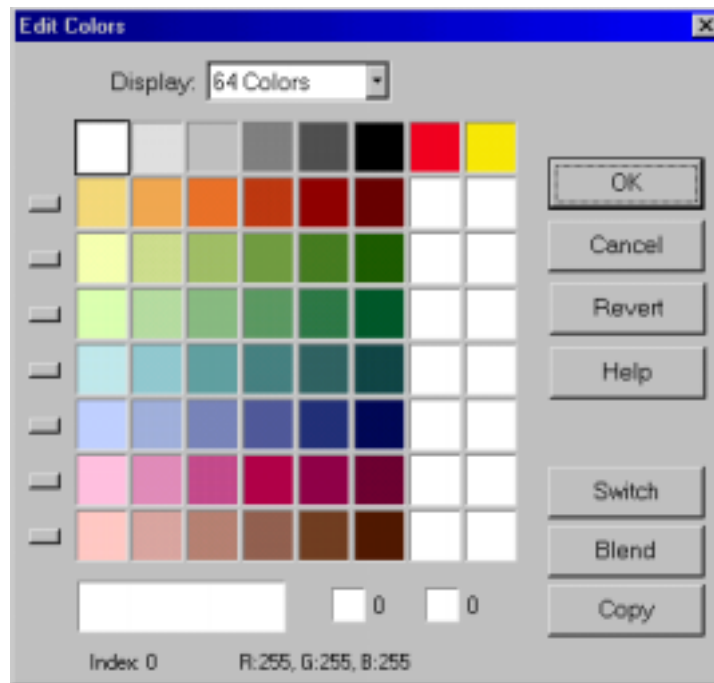 Edit Colors
Display: 64 Colors
OK
Cancel
Revert
Help
Switch
Blend
0 0 Copy
Index: 0 R:255, G:255, B:255